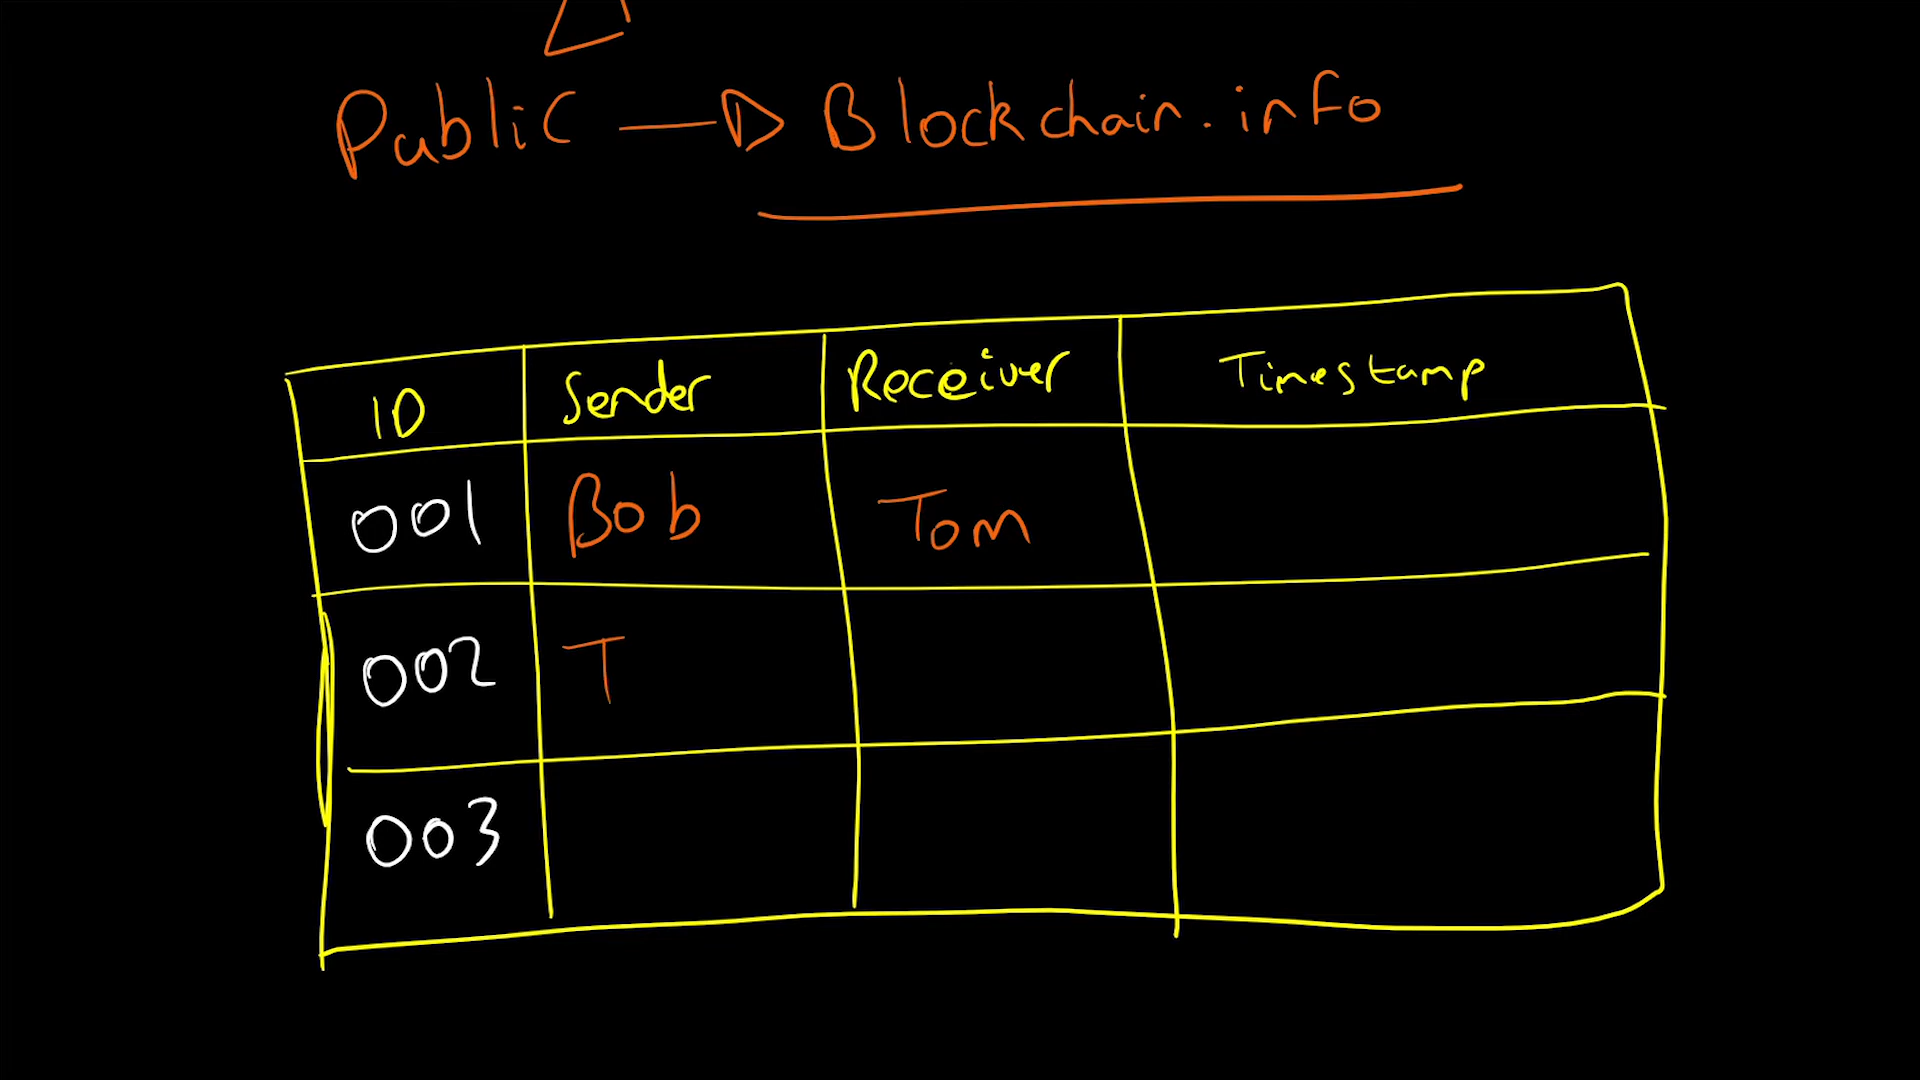 Public → Blockchain.info
ID Sender Receiver Timestamp
001 Bob Tom
002 T
003